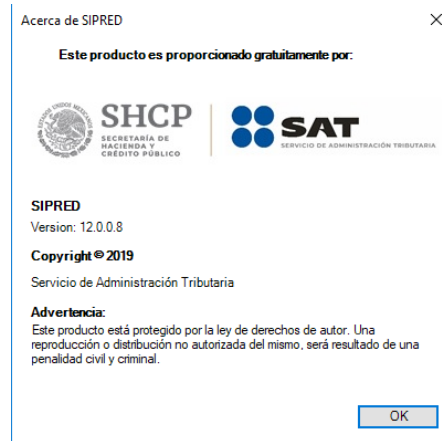 Acerca de SIPRED
Este producto es proporcionado gratuitamente por:
SHCP
SECRETARÍA DE
HACIENDA Y
CRÉDITO PÚBLICO
SAT
SERVICIO DE ADMINISTRACIÓN TRIBUTARIA
SIPRED
Version: 12.0.0.8
Copyright © 2019
Servicio de Administración Tributaria
Advertencia:
Este producto está protegido por la ley de derechos de autor. Una
reproducción o distribución no autorizada del mismo, será resultado de una
penalidad civil y criminal.
OK